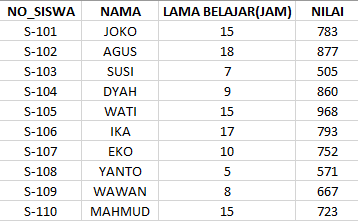 NO_SISWA NAMA LAMA BELAJAR(JAM) NILAI
S-101 JOKO 15 783
S-102 AGUS 18 877
S-103 SUSI 7 505
S-104 DYAH 9 860
S-105 WATI 15 968
S-106 IKA 17 793
S-107 EKO 10 752
S-108 YANTO 5 571
S-109 WAWAN 8 667
S-110 MAHMUD 15 723